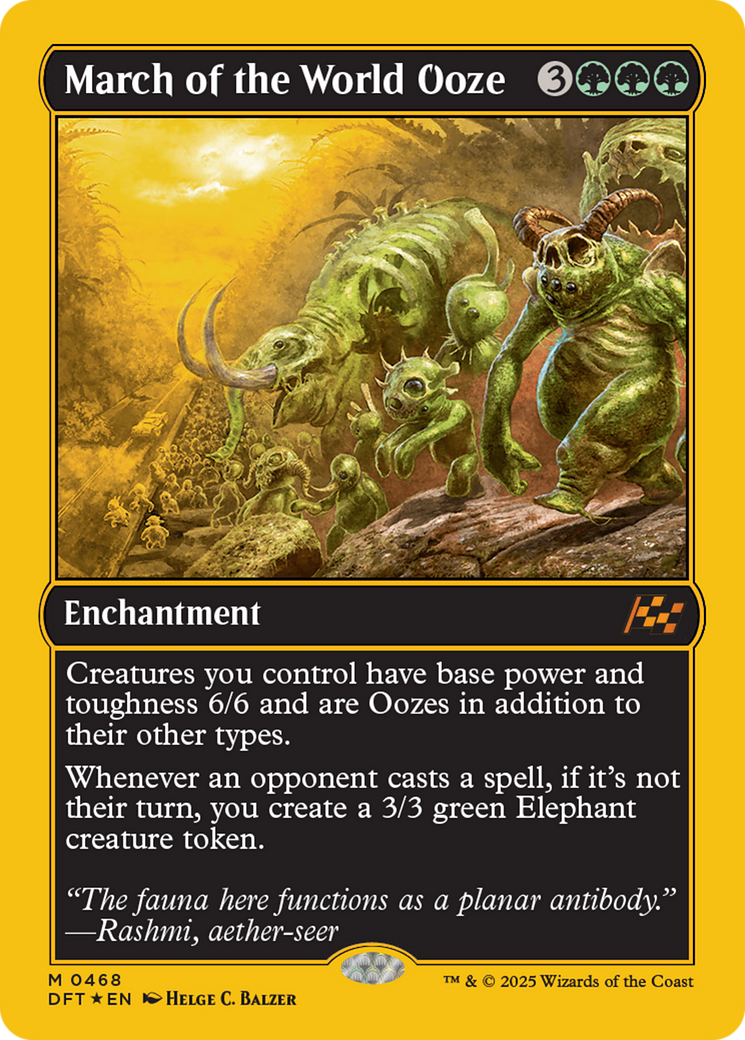 March of the World Ooze 3
Enchantment
Creatures you control have base power and
toughness 6/6 and are Oozes in addition to
their other types.
Whenever an opponent casts a spell, if it’s not
their turn, you create a 3/3 green Elephant
creature token.
“The fauna here functions as a planar antibody.”
—Rashmi, aether-seer
M 0468
DFT★EN Helge C. Balzer
™ & © 2025 Wizards of the Coast